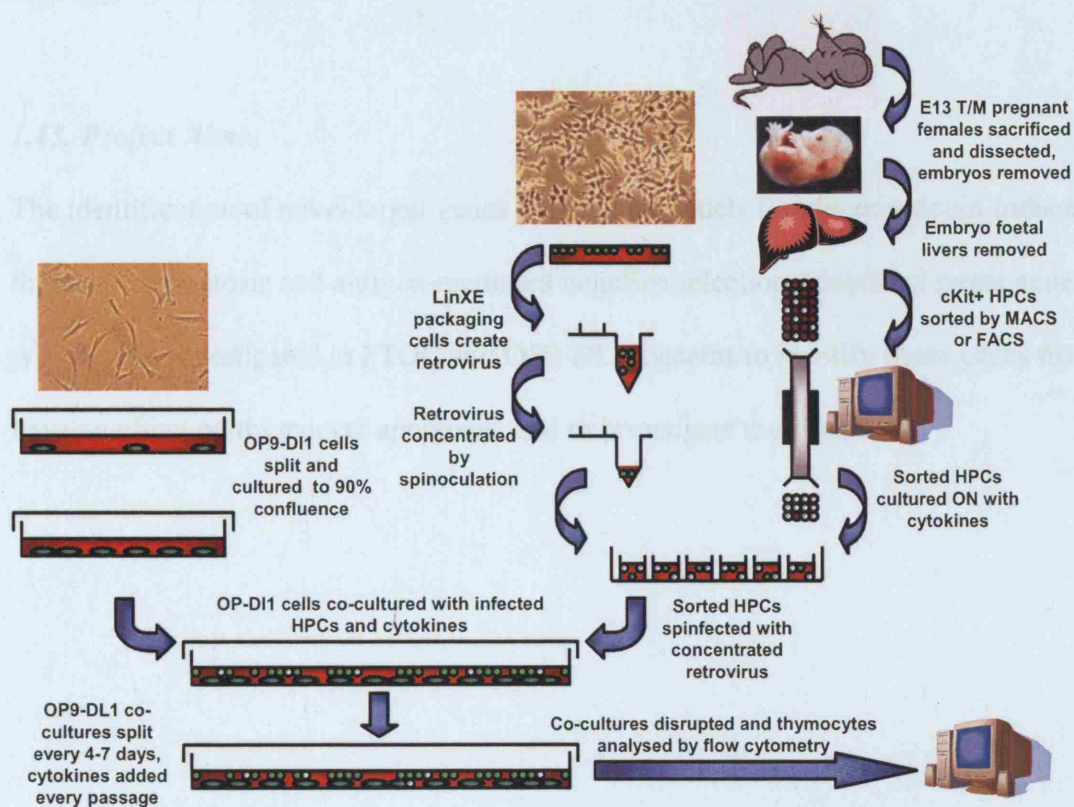 E13 T/M pregnant
females sacrificed
and dissected,
embryos removed
Embryo foetal
livers removed
cKit+ HPCs
sorted by MACS
or FACS
Sorted HPCs
cultured ON with
cytokines
LinXE
packaging
cells create
retrovirus
Retrovirus
concentrated
by
spinoculation
OP9-Dl1 cells
split and
cultured to 90%
confluence
OP-Dl1 cells co-cultured with infected
HPCs and cytokines
Sorted HPCs
spinfected with
concentrated
retrovirus
OP9-DL1 co-
cultures split
every 4-7 days,
cytokines added
every passage
Co-cultures disrupted and thymocytes
analysed by flow cytometry
1.13. Project Aims
The identification of novel target genes